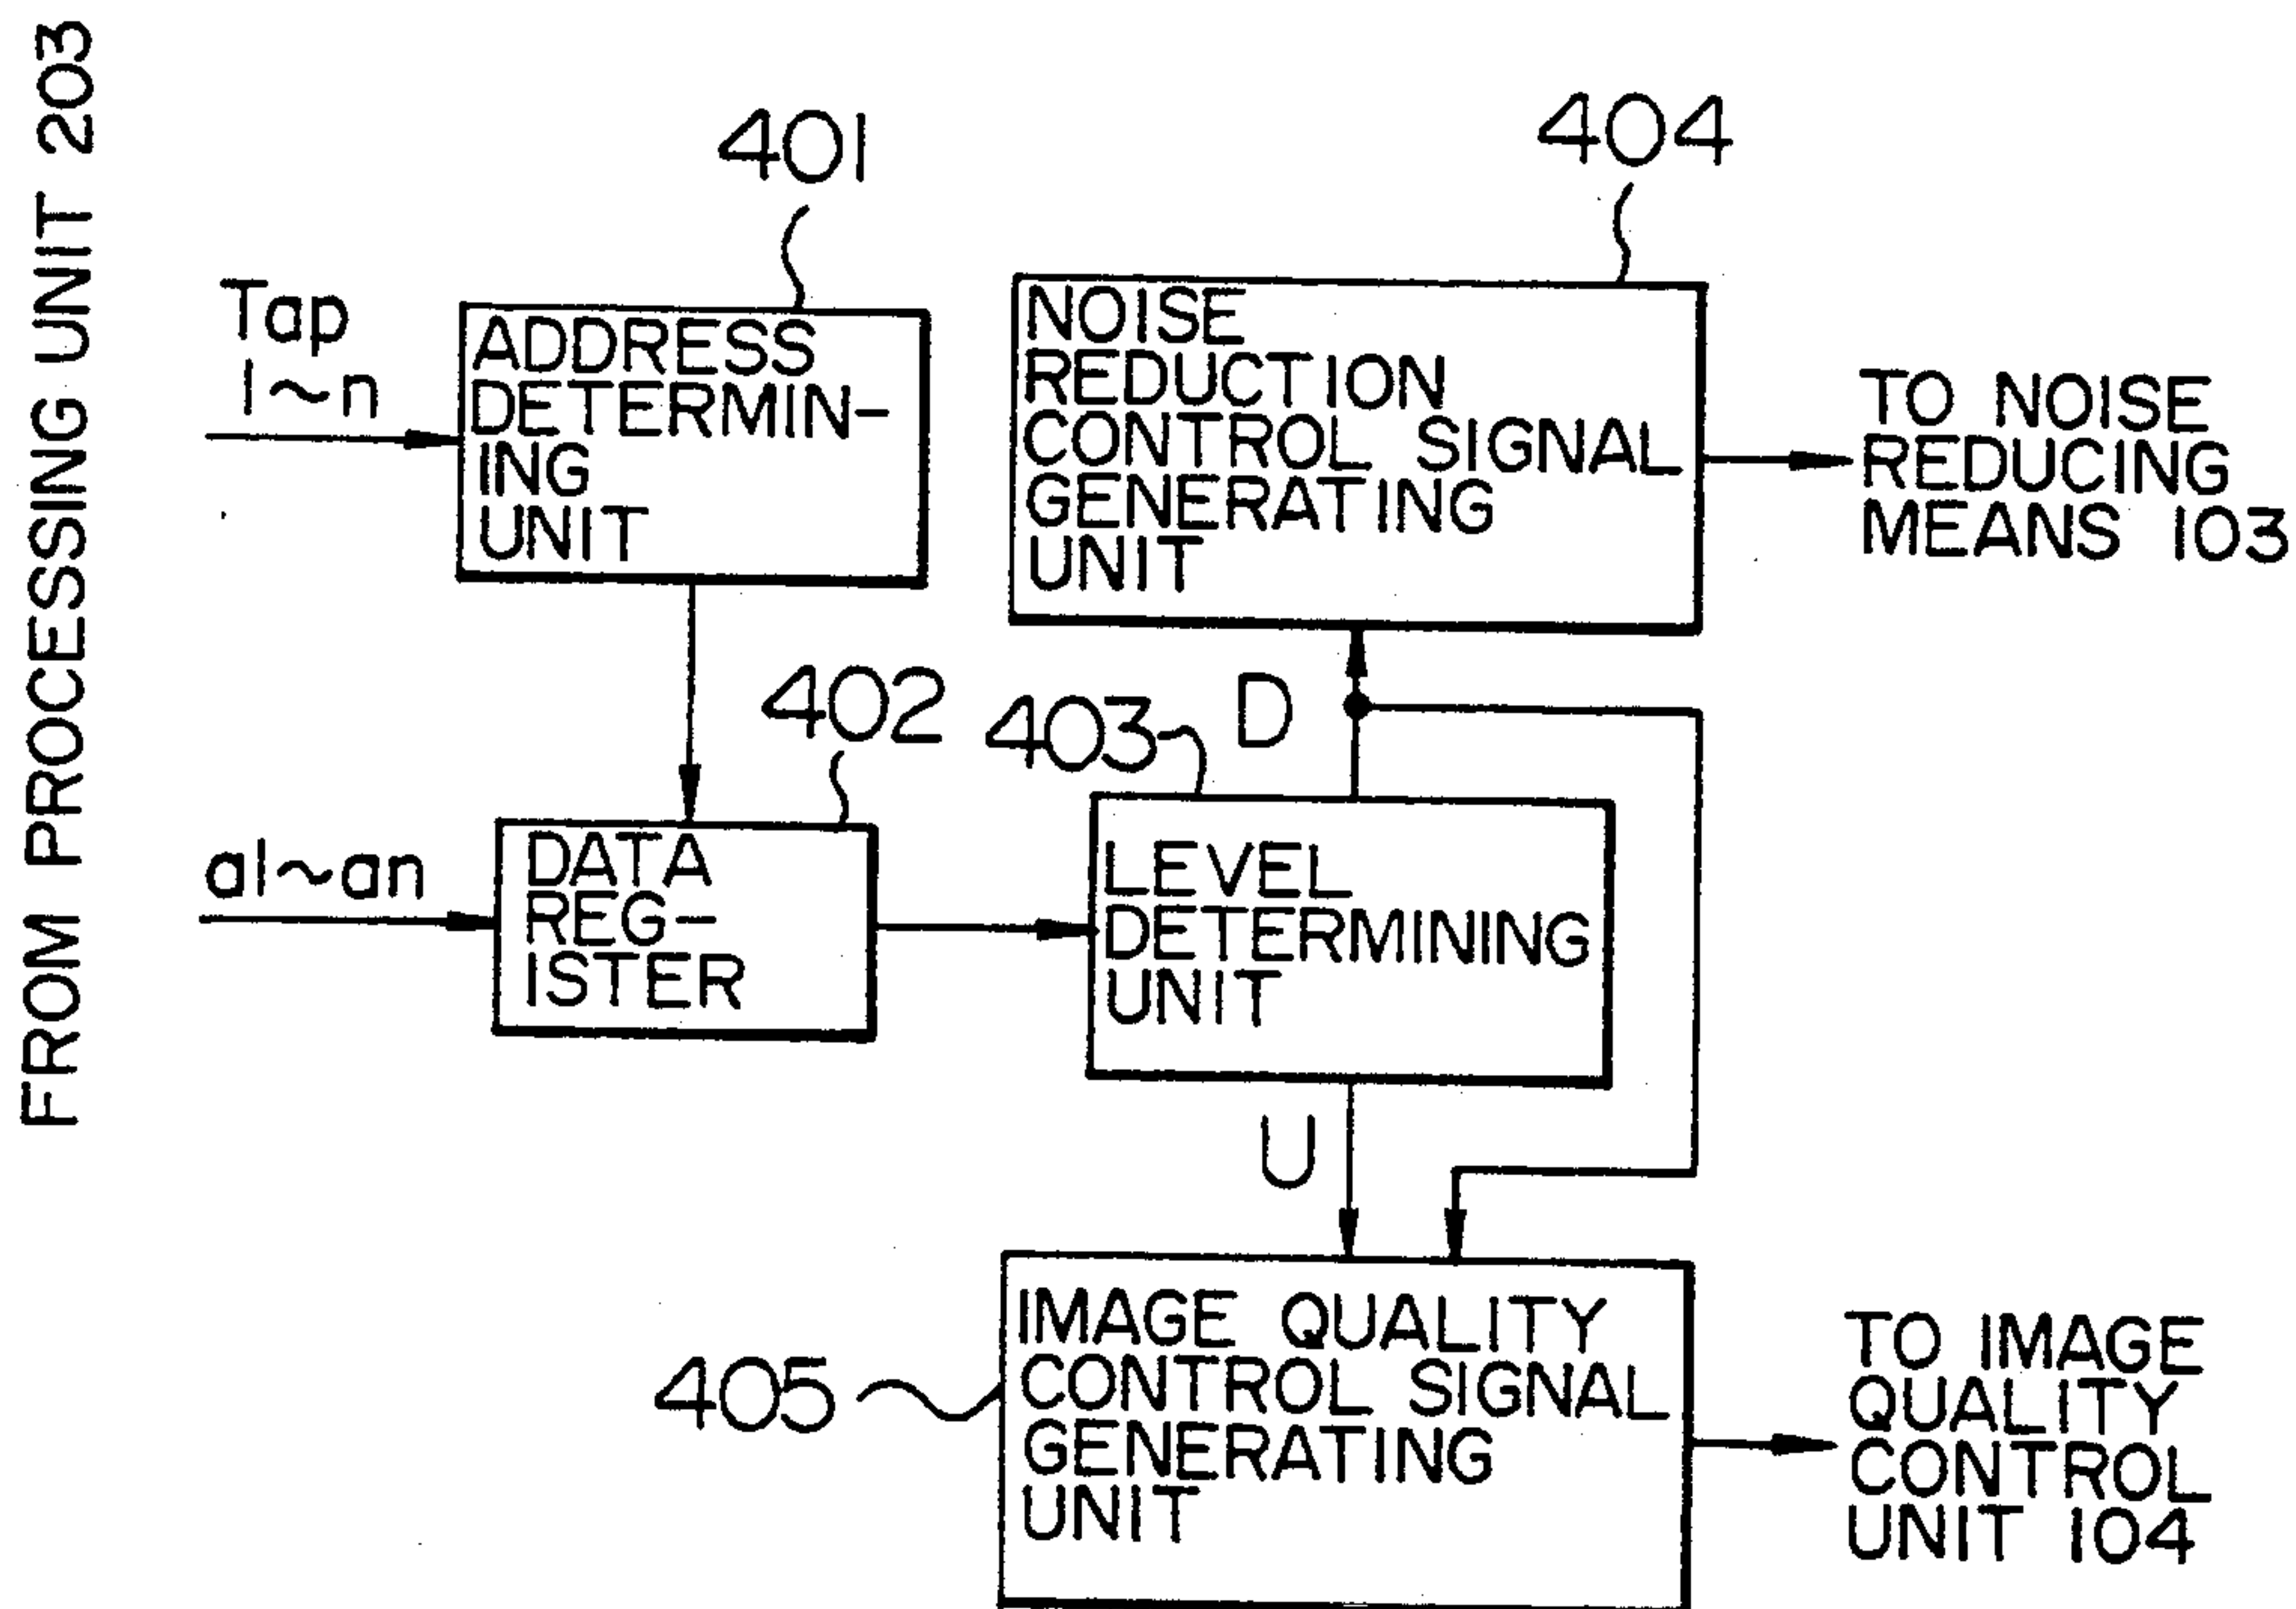 FROM PROCESSING UNIT 203
401
404
Tap
1~n
ADDRESS
DETERMIN-
ING
UNIT
NOISE
REDUCTION
CONTROL SIGNAL
GENERATING
UNIT
TO NOISE
REDUCING
MEANS 103
402
403
D
a1~an
DATA
REG-
ISTER
LEVEL
DETERMINING
UNIT
U
405
IMAGE QUALITY
CONTROL SIGNAL
GENERATING
UNIT
TO IMAGE
QUALITY
CONTROL
UNIT 104